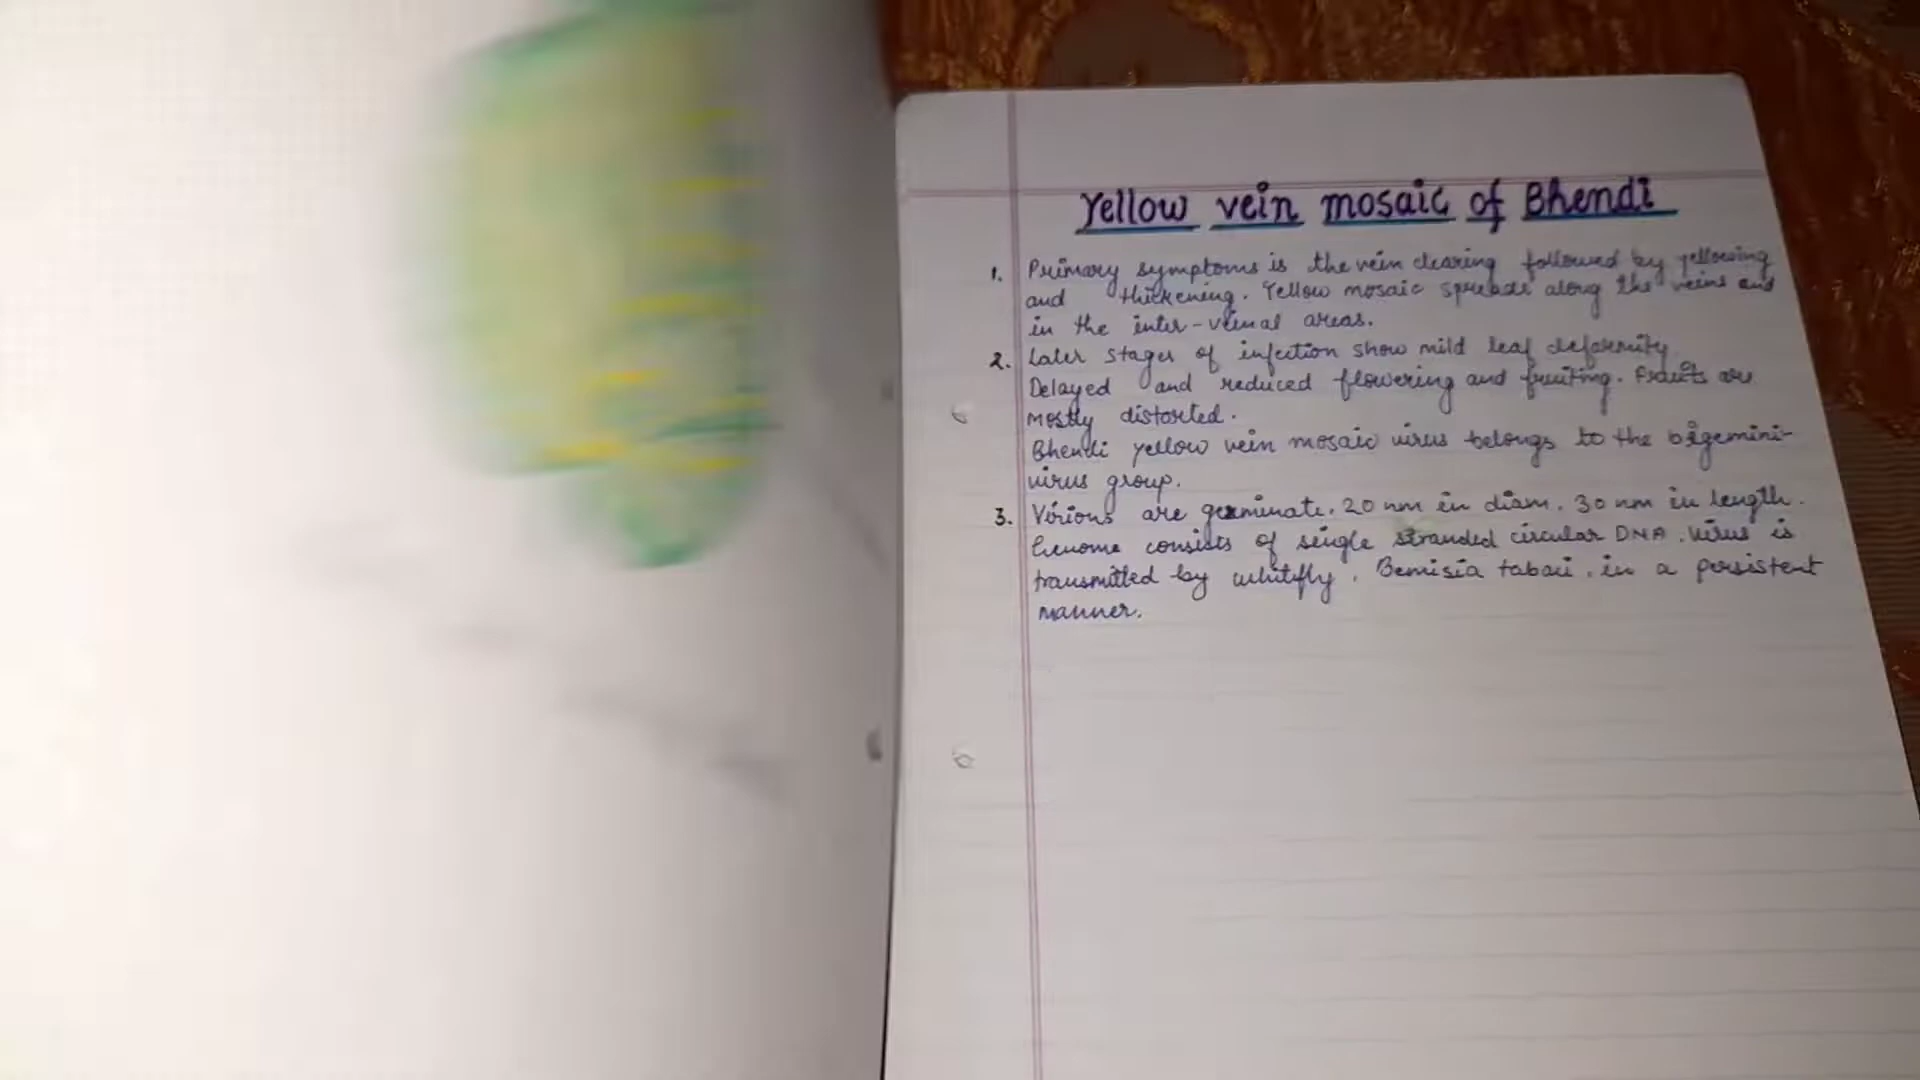 Yellow vein mosaic of Bhendi
1. Primary symptoms is the vein clearing followed by yellowing
and thickening. Yellow mosaic spreads along the veins and
in the inter-veinal areas.
2. Later stages of infection show mild leaf deformity
Delayed and reduced flowering and fruiting. Fruits are
mostly distorted.
Bhendi yellow vein mosaic virus belongs to the bigemini-
virus group.
3. Virions are geminate. 20 nm in diam. 30 nm in length.
Genome consists of single stranded circular DNA. Virus is
transmitted by whitefly, Bemisia tabaci, in a persistent
manner.